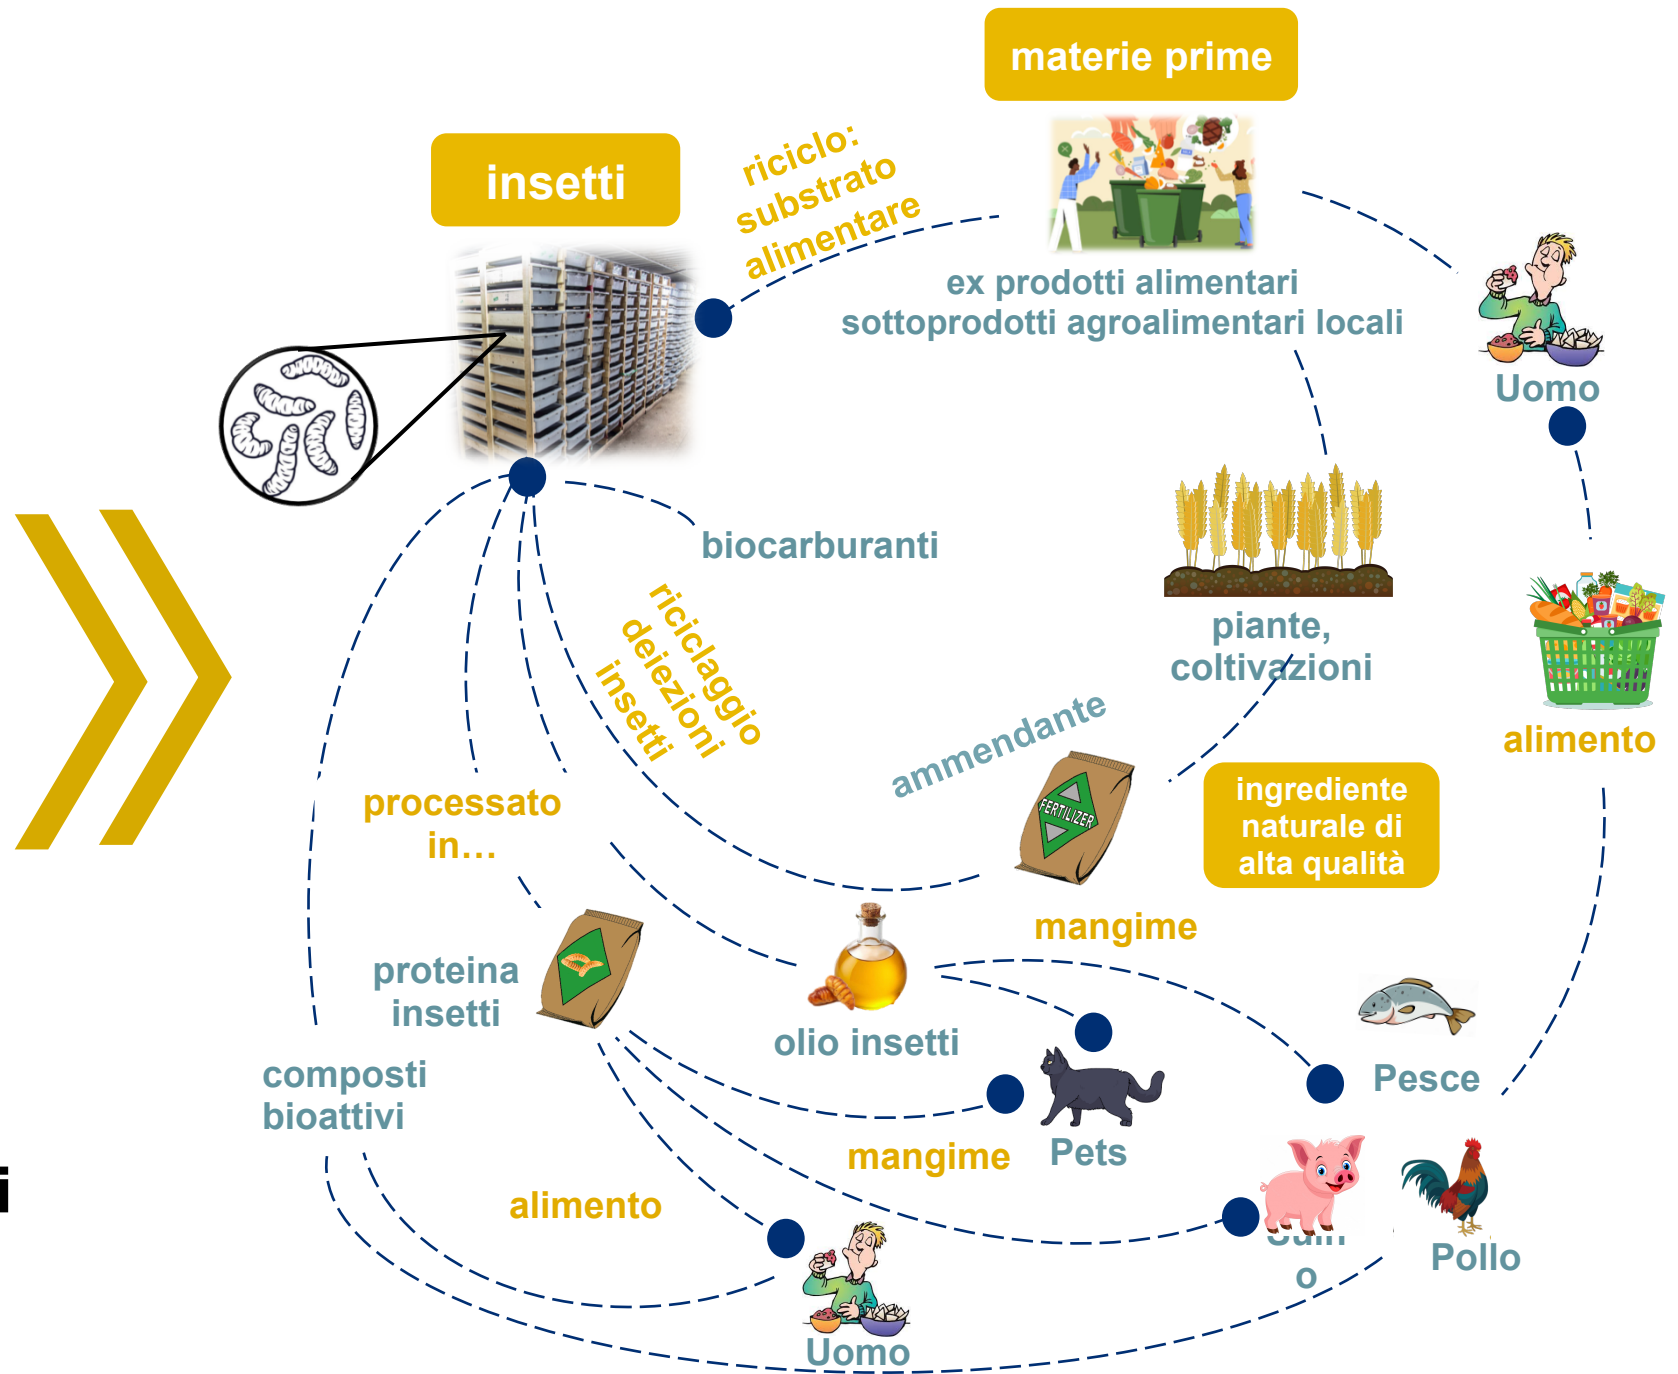 materie prime
insetti
riciclo:
substrato
alimentare
ex prodotti alimentari
sottoprodotti agroalimentari locali
Uomo
biocarburanti
riciclaggio
deiezioni
insetti
piante,
coltivazioni
alimento
ammendante
FERTILIZER
ingrediente
naturale di
alta qualità
processato
in...
mangime
proteina
insetti
olio insetti
Pesce
composti
bioattivi
Pets
mangime
i
alimento
Suin
o
Pollo
Uomo